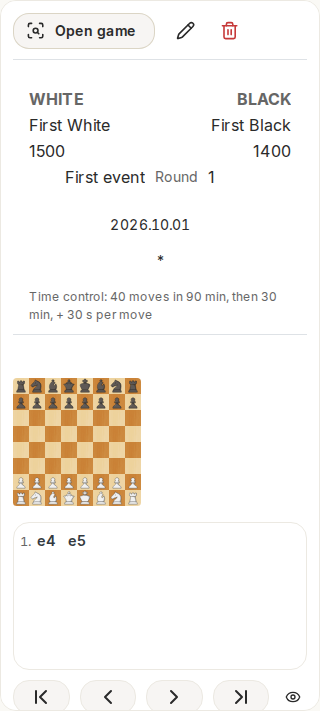 Open game
WHITE BLACK
First White First Black
1500 1400
First event Round 1
2026.10.01
*
Time control: 40 moves in 90 min, then 30
min, + 30 s per move
1. e4 e5